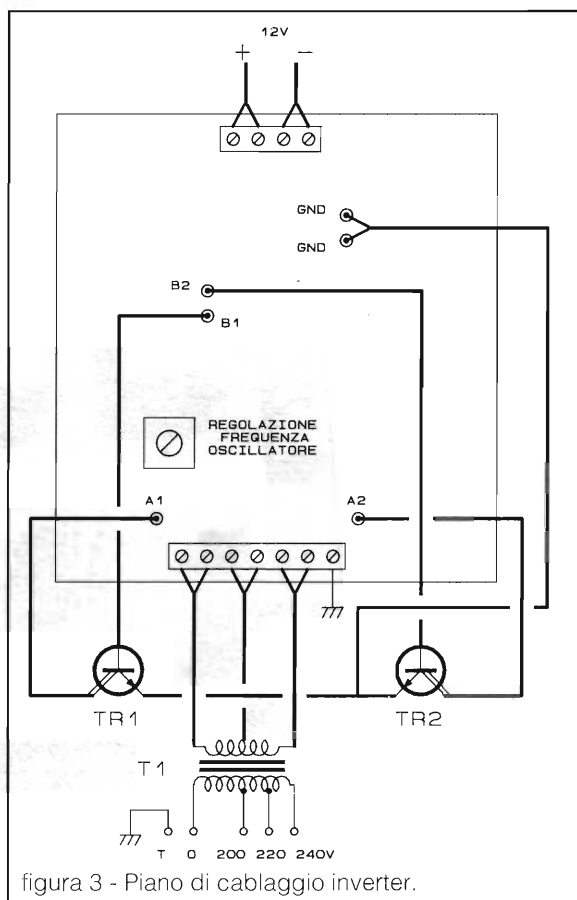 12V
+ −
GND
GND
B2
B1
REGOLAZIONE
FREQUENZA
OSCILLATORE
A1 A2
TR1 TR2
T1
T 0 200 220 240V
figura 3 - Piano di cablaggio inverter.